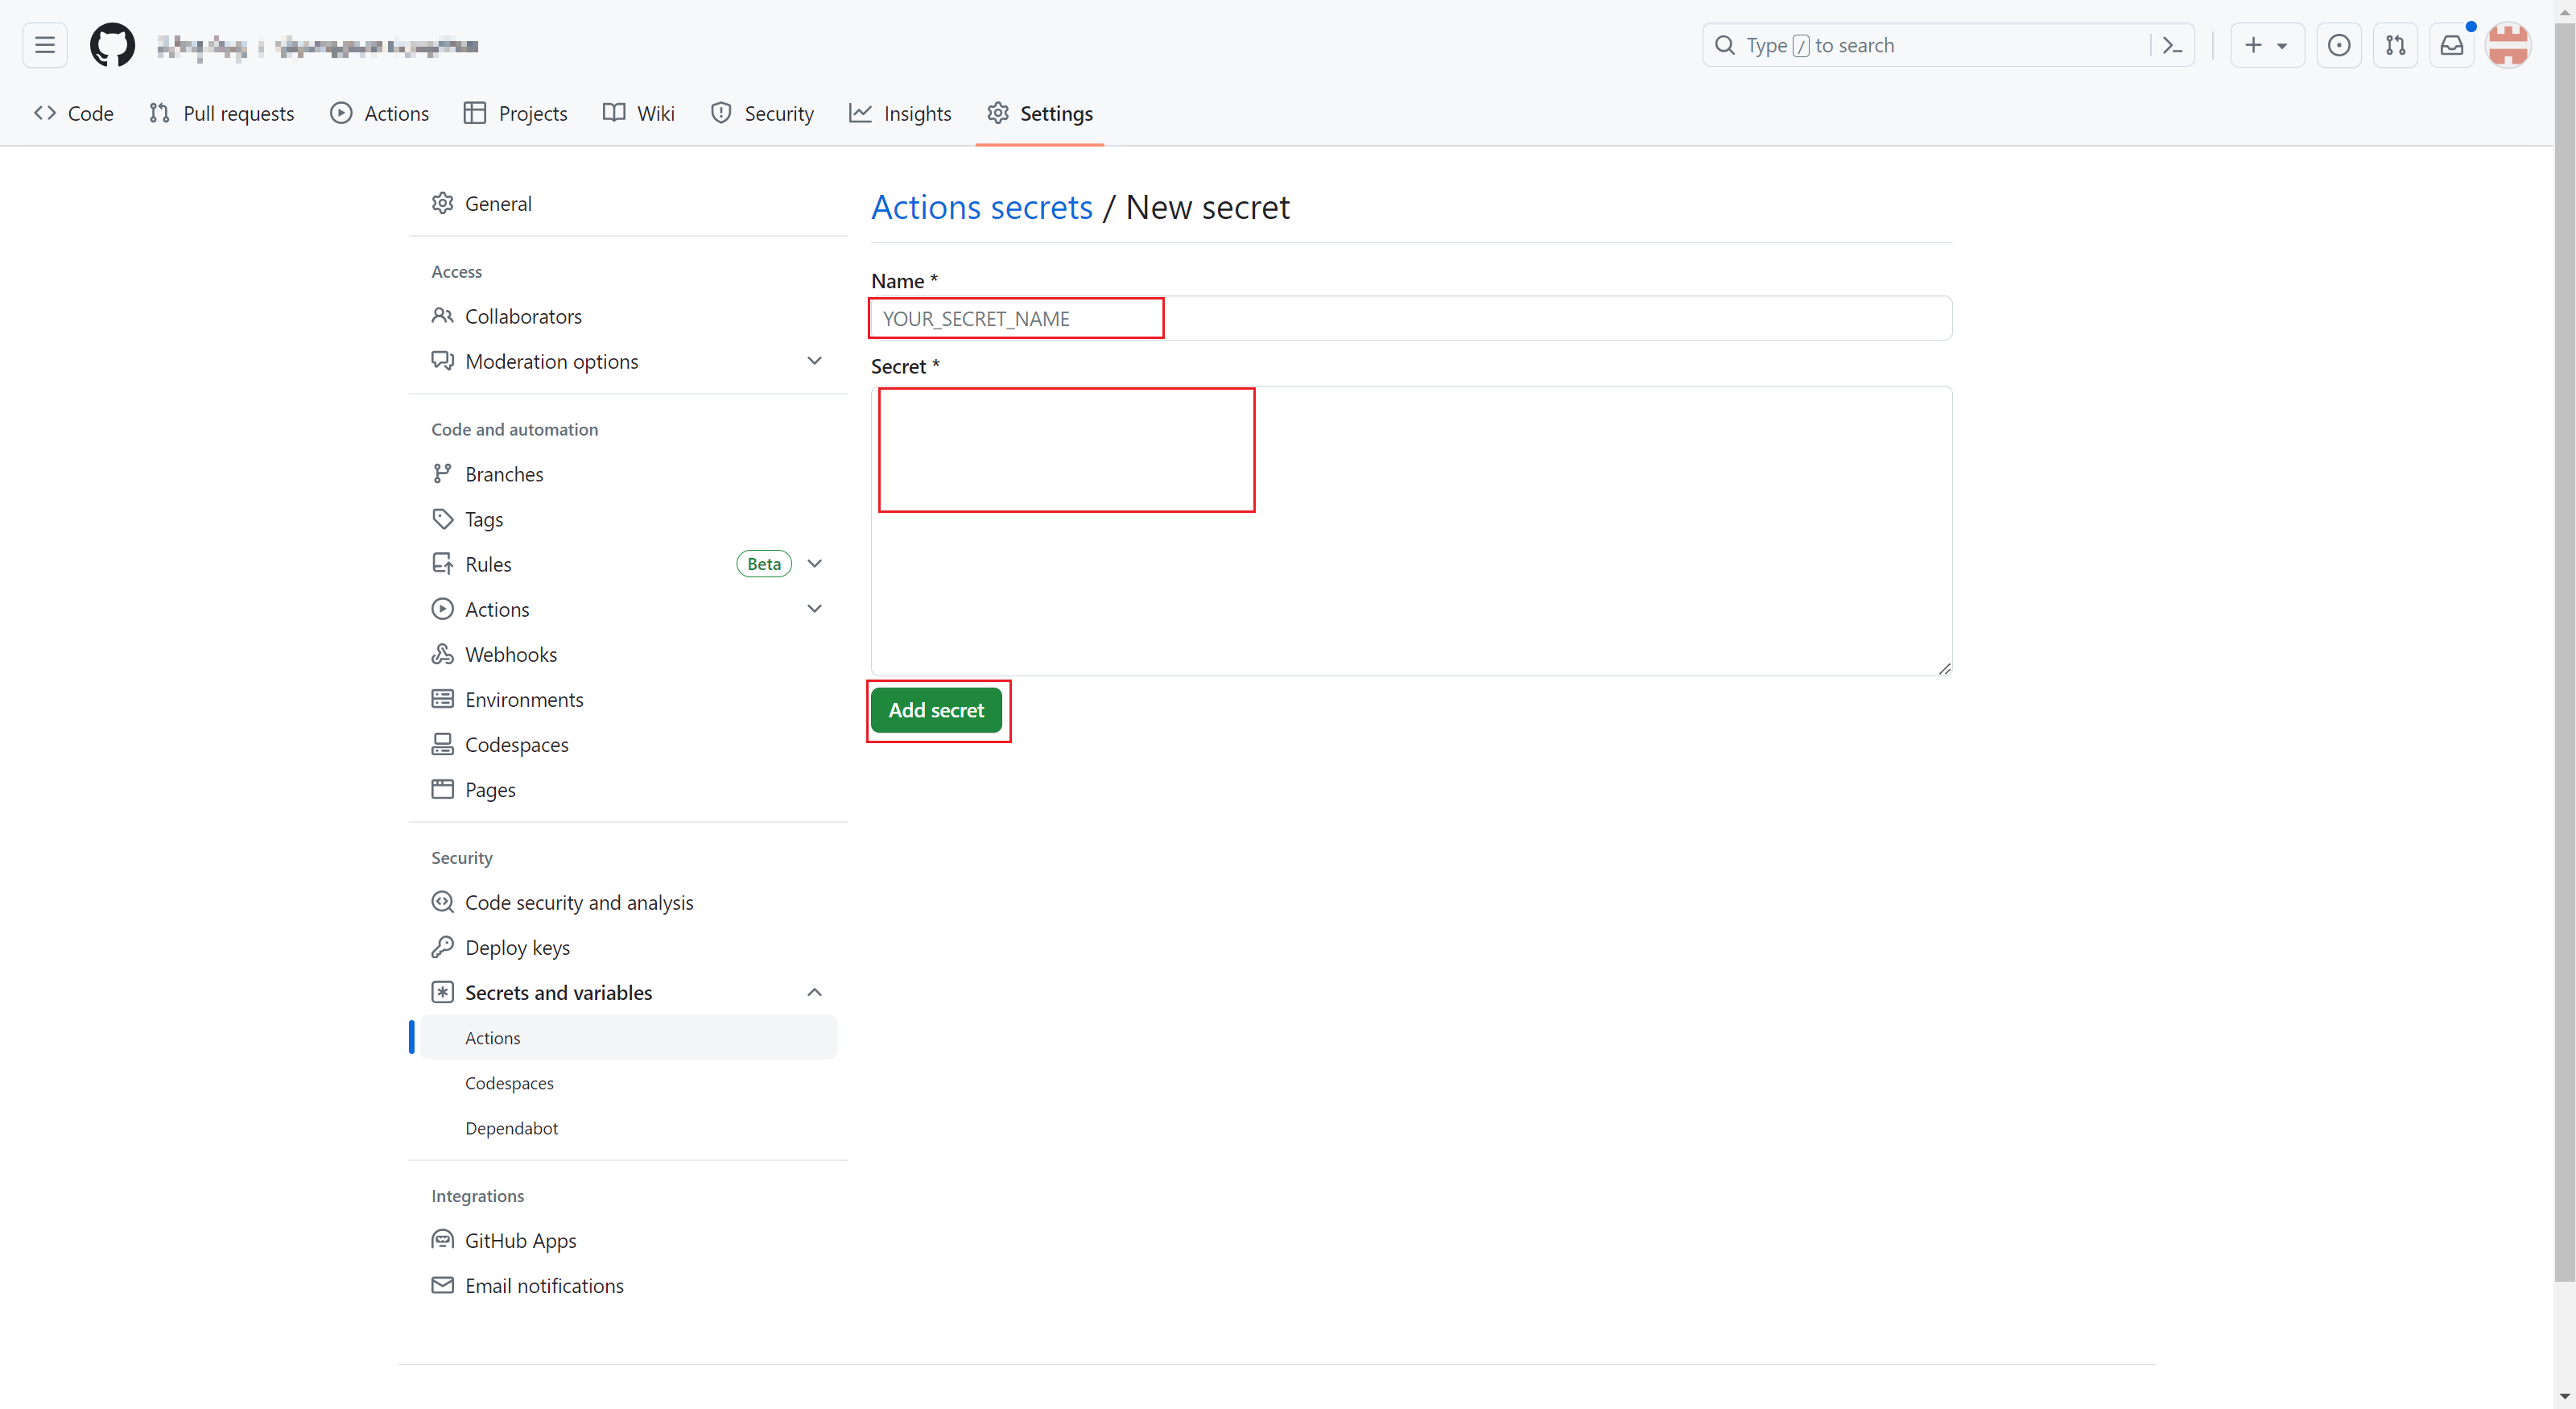 Type / to search
Code
Pull requests
Actions
Projects
Wiki
Security
Insights
Settings
General
Access
Collaborators
Moderation options
Code and automation
Branches
Tags
Rules
Beta
Actions
Webhooks
Environments
Codespaces
Pages
Security
Code security and analysis
Deploy keys
Secrets and variables
Actions
Codespaces
Dependabot
Integrations
GitHub Apps
Email notifications
Actions secrets / New secret
Name *
YOUR_SECRET_NAME
Secret *
Add secret